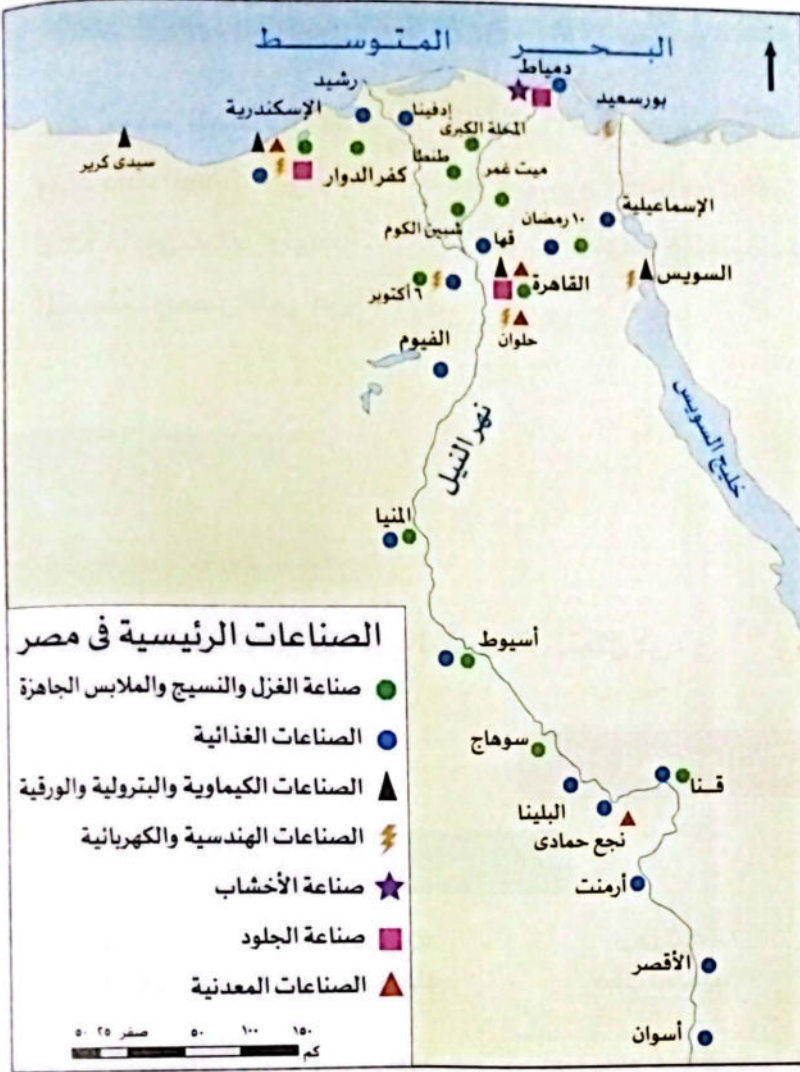 البحر المتوسط
دمياط
رشيد
بورسعيد
الإسكندرية
إدفينا
المحلة الكبرى
سيدى كرير
طنطا
ميت غمر
كفر الدوار
الإسماعيلية
١٠ رمضان
شبين الكوم
قها
السويس
القاهرة
٦ أكتوبر
حلوان
الفيوم
نهر النيل
خليج السويس
المنيا
أسيوط
سوهاج
قنا
البلينا
نجع حمادى
أرمنت
الأقصر
أسوان
الصناعات الرئيسية فى مصر
صناعة الغزل والنسيج والملابس الجاهزة
الصناعات الغذائية
الصناعات الكيماوية والبترولية والورقية
الصناعات الهندسية والكهربائية
صناعة الأخشاب
صناعة الجلود
الصناعات المعدنية
٥٠ ٢٥ صفر ٥٠ ١٠٠ ١٥٠
كم